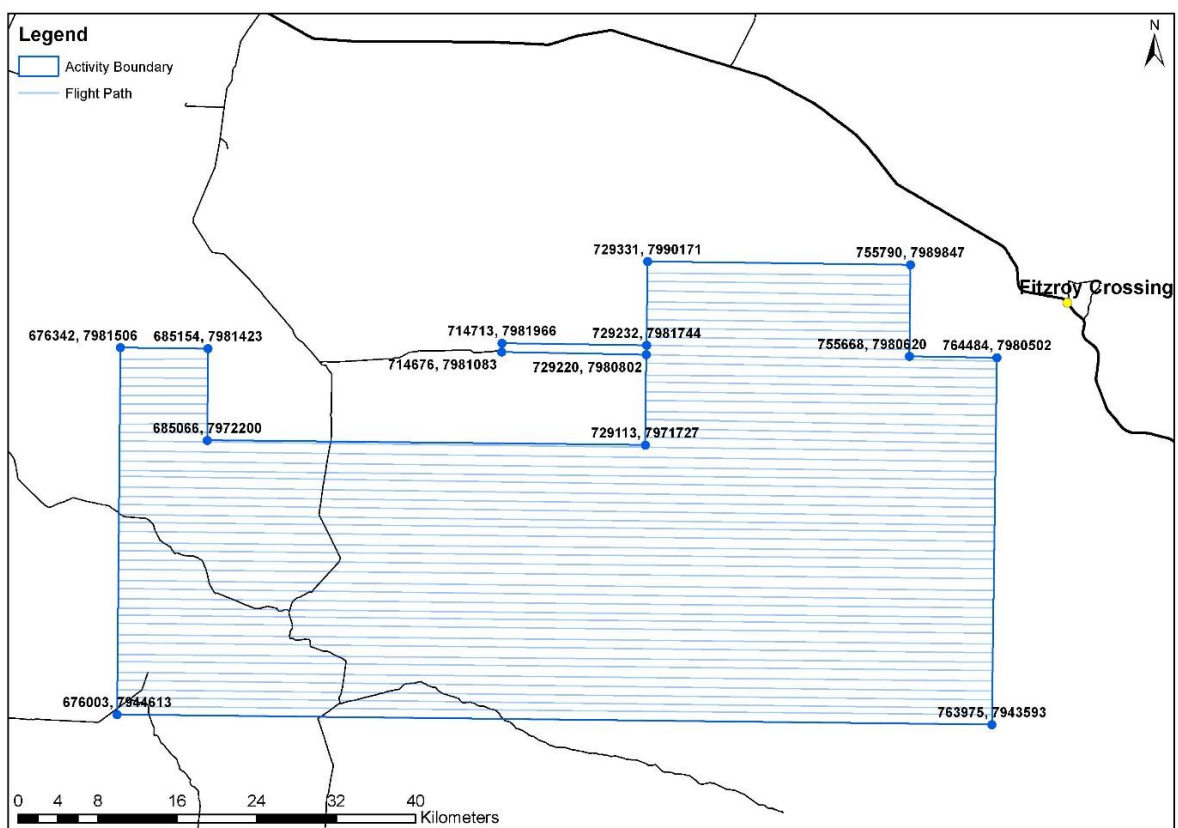 Legend
Activity Boundary
Flight Path
N
729331, 7990171
755790, 7989847
Fitzroy Crossing
676342, 7981506
685154, 7981423
714713, 7981966
729232, 7981744
755668, 7980620
764484, 7980502
714676, 7981083
729220, 7980802
685066, 7972200
729113, 7971727
676003, 7944613
763975, 7943593
0 4 8 16 24 32 40
Kilometers